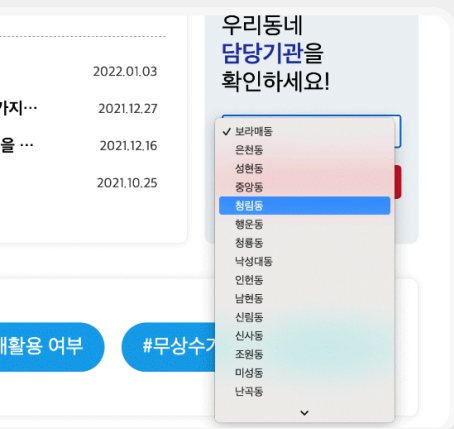 우리동네
담당기관을
확인하세요!
2022.01.03
가지…
2021.12.27
을 …
2021.12.16
2021.10.25
✓ 보라매동
은천동
성현동
중앙동
청림동
행운동
청룡동
낙성대동
인헌동
남현동
신림동
신사동
조원동
미성동
난곡동
활용 여부
#무상수거